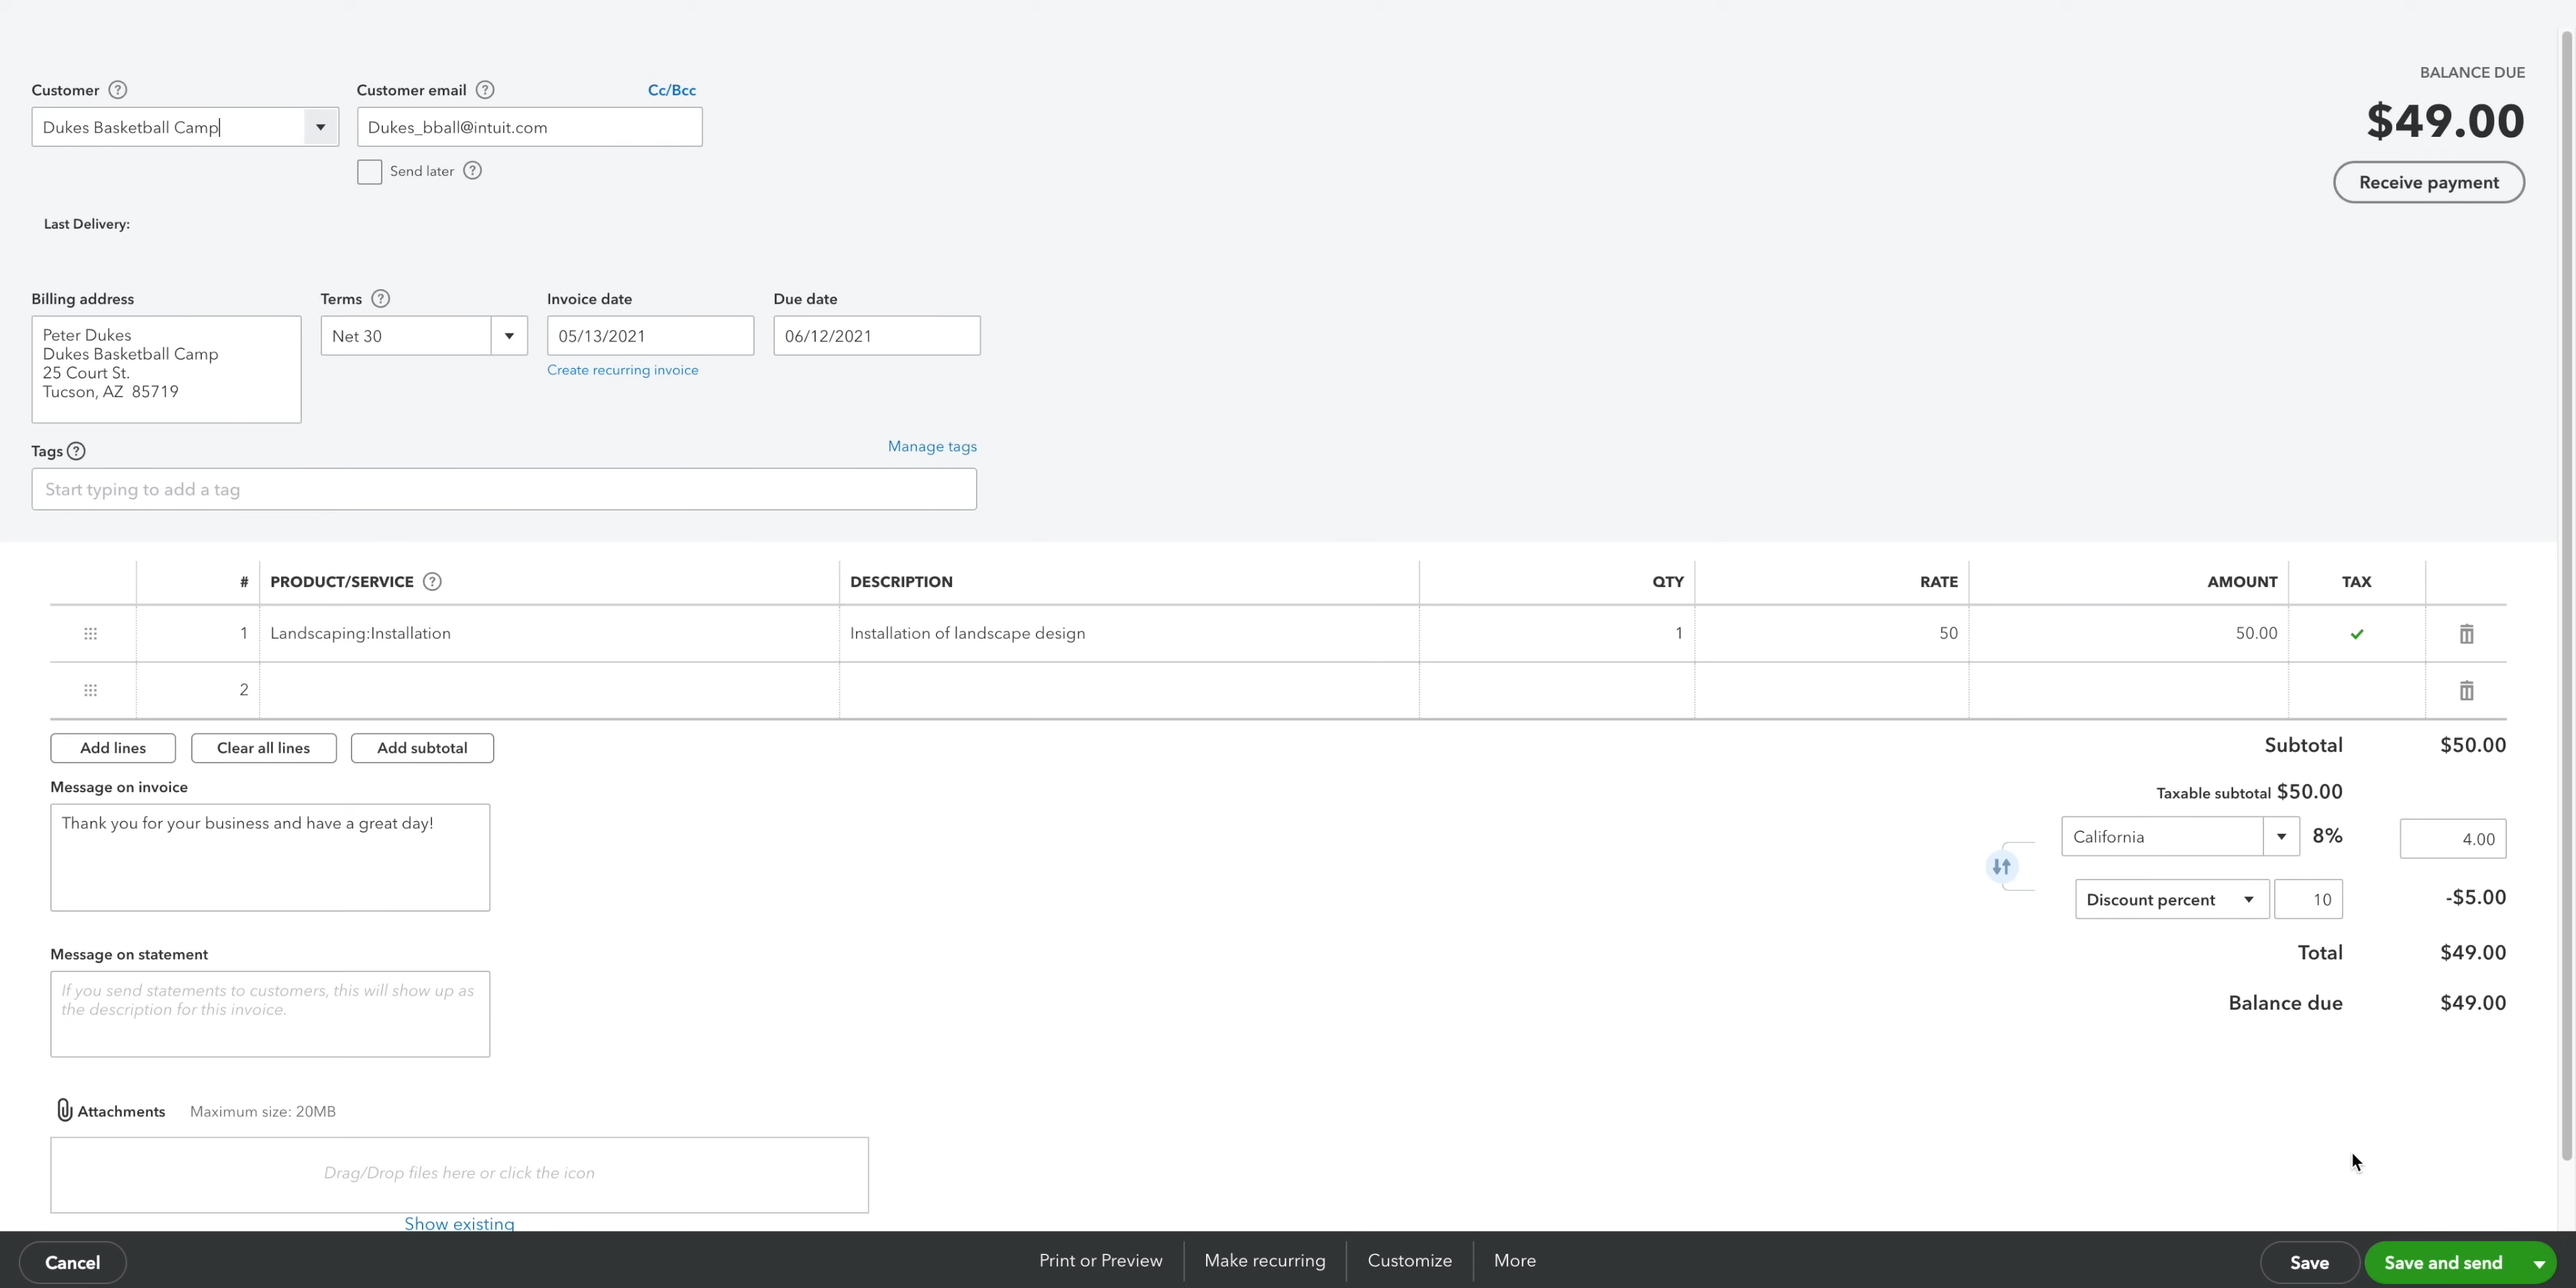 BALANCE DUE
Customer ?
Customer email ?
Cc/Bcc
$49.00
Dukes Basketball Camp
Dukes_bball@intuit.com
Send later ?
Receive payment
Last Delivery:
Billing address
Terms ?
Invoice date
Due date
Peter Dukes
Dukes Basketball Camp
25 Court St.
Tucson, AZ 85719
Net 30
05/13/2021
06/12/2021
Create recurring invoice
Tags ?
Manage tags
Start typing to add a tag
# PRODUCT/SERVICE ? DESCRIPTION QTY RATE AMOUNT TAX
1 Landscaping:Installation Installation of landscape design 1 50 50.00
2
Add lines
Clear all lines
Add subtotal
Subtotal $50.00
Message on invoice
Taxable subtotal $50.00
Thank you for your business and have a great day!
California 8% 4.00
Discount percent 10 -$5.00
Message on statement
Total $49.00
If you send statements to customers, this will show up as
the description for this invoice.
Balance due $49.00
Attachments Maximum size: 20MB
Drag/Drop files here or click the icon
Show existing
Cancel
Print or Preview
Make recurring
Customize
More
Save
Save and send